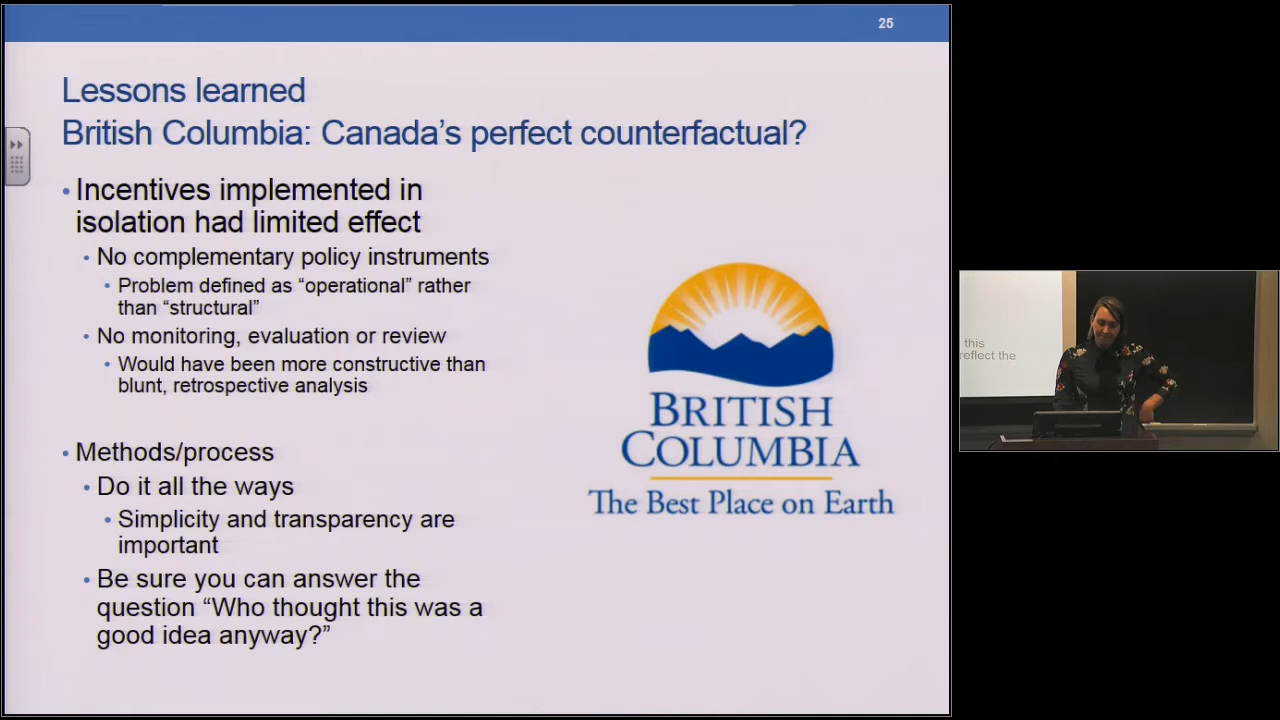 25
Lessons learned
British Columbia: Canada’s perfect counterfactual?
• Incentives implemented in
isolation had limited effect
• No complementary policy instruments
• Problem defined as “operational” rather
than “structural”
• No monitoring, evaluation or review
• Would have been more constructive than
blunt, retrospective analysis
• Methods/process
• Do it all the ways
• Simplicity and transparency are
important
• Be sure you can answer the
question “Who thought this was a
good idea anyway?”
BRITISH
COLUMBIA
The Best Place on Earth
this
reflect the